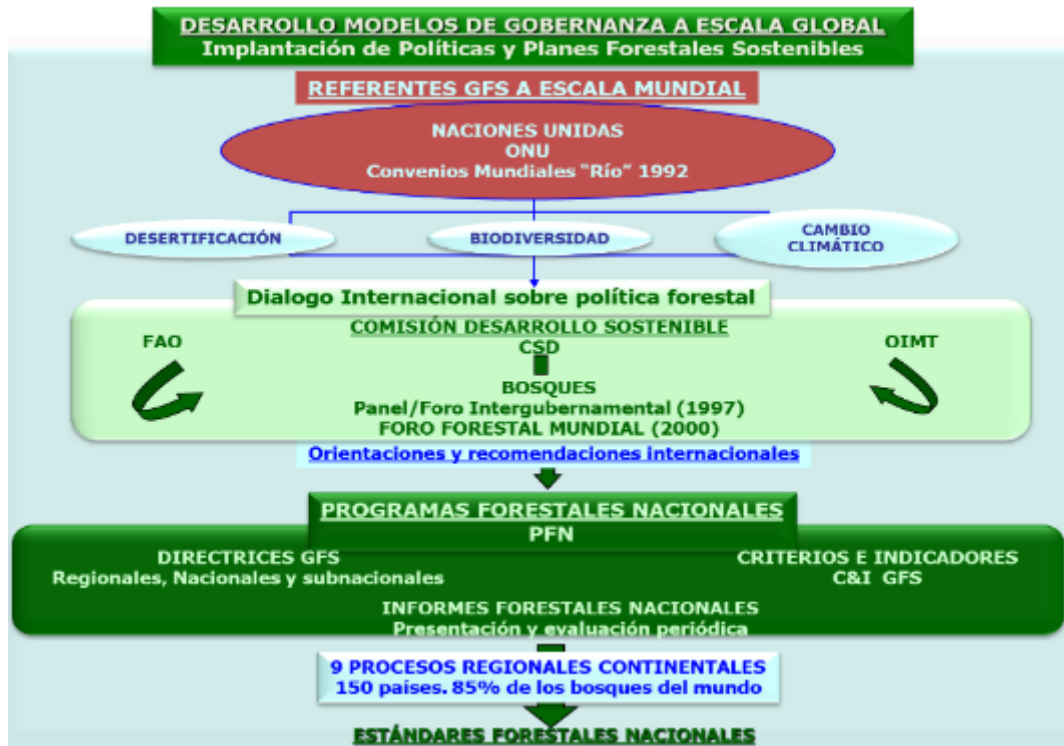 DESARROLLO MODELOS DE GOBERNANZA A ESCALA GLOBAL
Implantación de Políticas y Planes Forestales Sostenibles
REFERENTES GFS A ESCALA MUNDIAL
NACIONES UNIDAS
ONU
Convenios Mundiales "Río" 1992
DESERTIFICACIÓN
BIODIVERSIDAD
CAMBIO
CLIMÁTICO
Dialogo Internacional sobre política forestal
COMISIÓN DESARROLLO SOSTENIBLE
CSD
FAO
OIMT
BOSQUES
Panel/Foro Intergubernamental (1997)
FORO FORESTAL MUNDIAL (2000)
Orientaciones y recomendaciones internacionales
PROGRAMAS FORESTALES NACIONALES
PFN
DIRECTRICES GFS
Regionales, Nacionales y subnacionales
CRITERIOS E INDICADORES
C&I GFS
INFORMES FORESTALES NACIONALES
Presentación y evaluación periódica
9 PROCESOS REGIONALES CONTINENTALES
150 países. 85% de los bosques del mundo
ESTÁNDARES FORESTALES NACIONALES